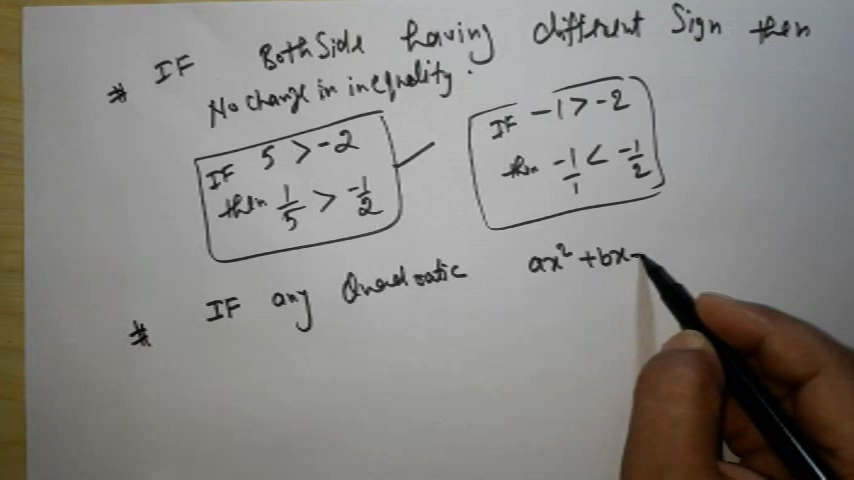 * IF Both Side having different Sign then
No change in inequality.
IF 5 > -2
then 1/5 > -1/2
IF -1 > -2
then -1/1 < -1/2
* IF any Quadratic ax² + bx -